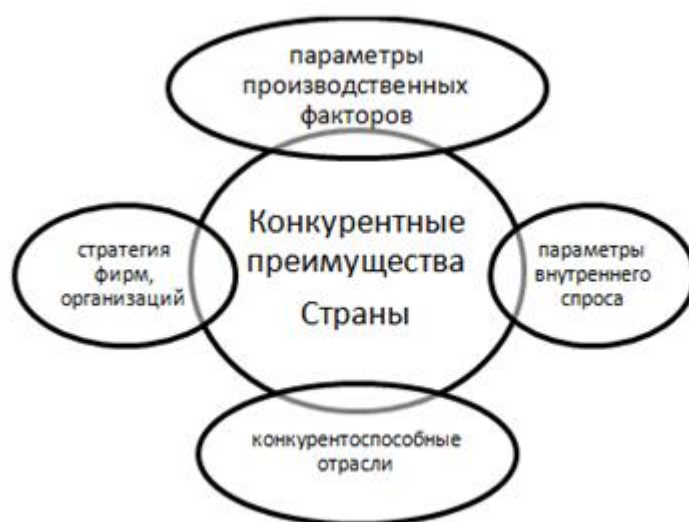 параметры
производственных
факторов
Конкурентные
преимущества
Страны
стратегия
фирм,
организаций
параметры
внутреннего
спроса
конкурентоспособные
отрасли